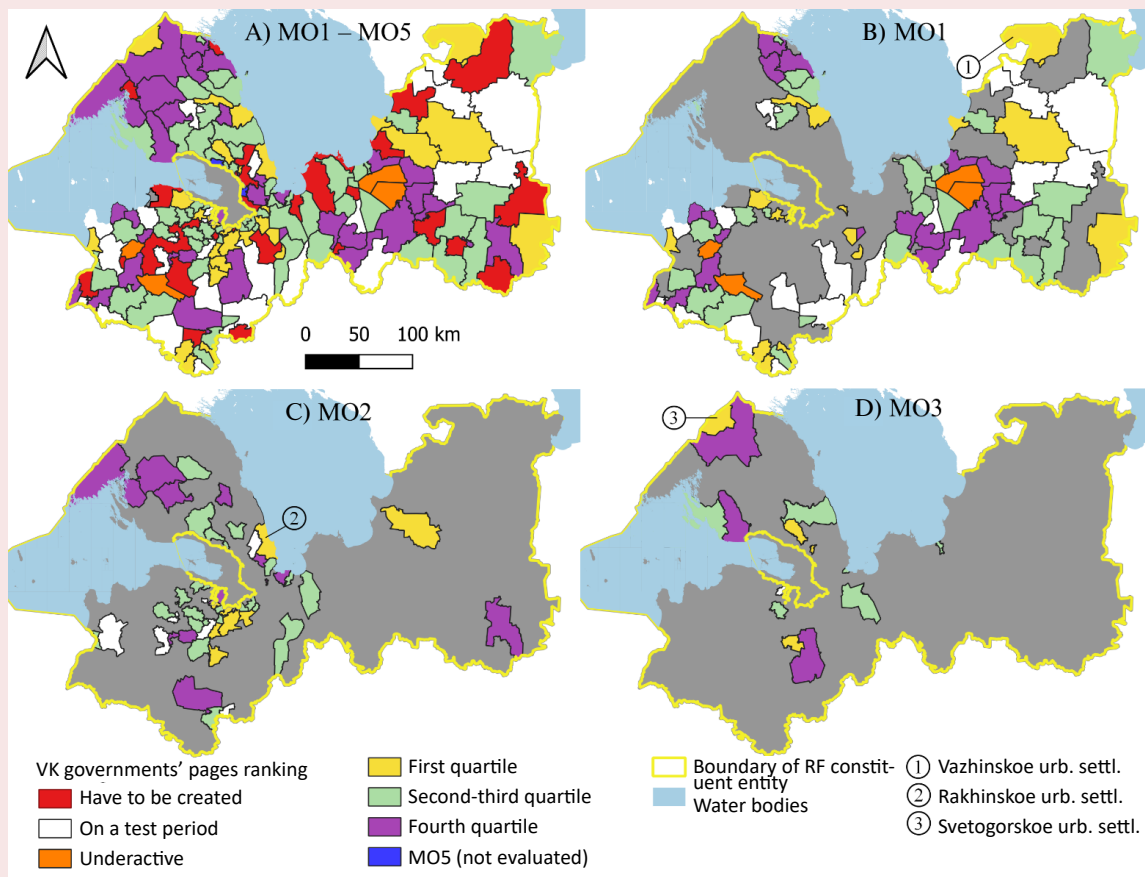 A) MO1 – MO5
B) MO1
1
0 50 100 km
C) MO2
D) MO3
3
2
VK governments’ pages ranking
Have to be created
On a test period
Underactive
First quartile
Second-third quartile
Fourth quartile
MO5 (not evaluated)
Boundary of RF constit-
uent entity
Water bodies
1 Vazhinskoe urb. settl.
2 Rakhinskoe urb. settl.
3 Svetogorskoe urb. settl.